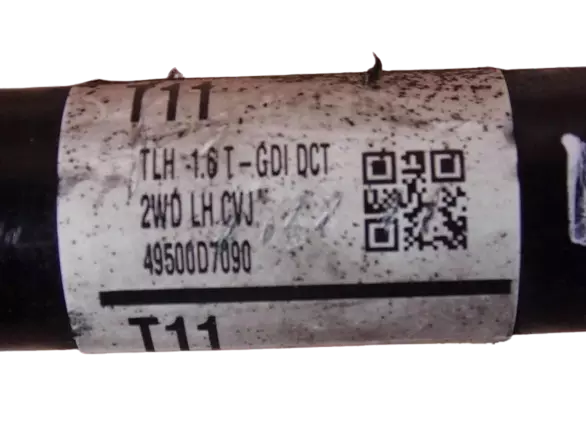 T11
TLH -1.6 T-GDI DCT
2WD LH.CVJ
49500D7090
T11